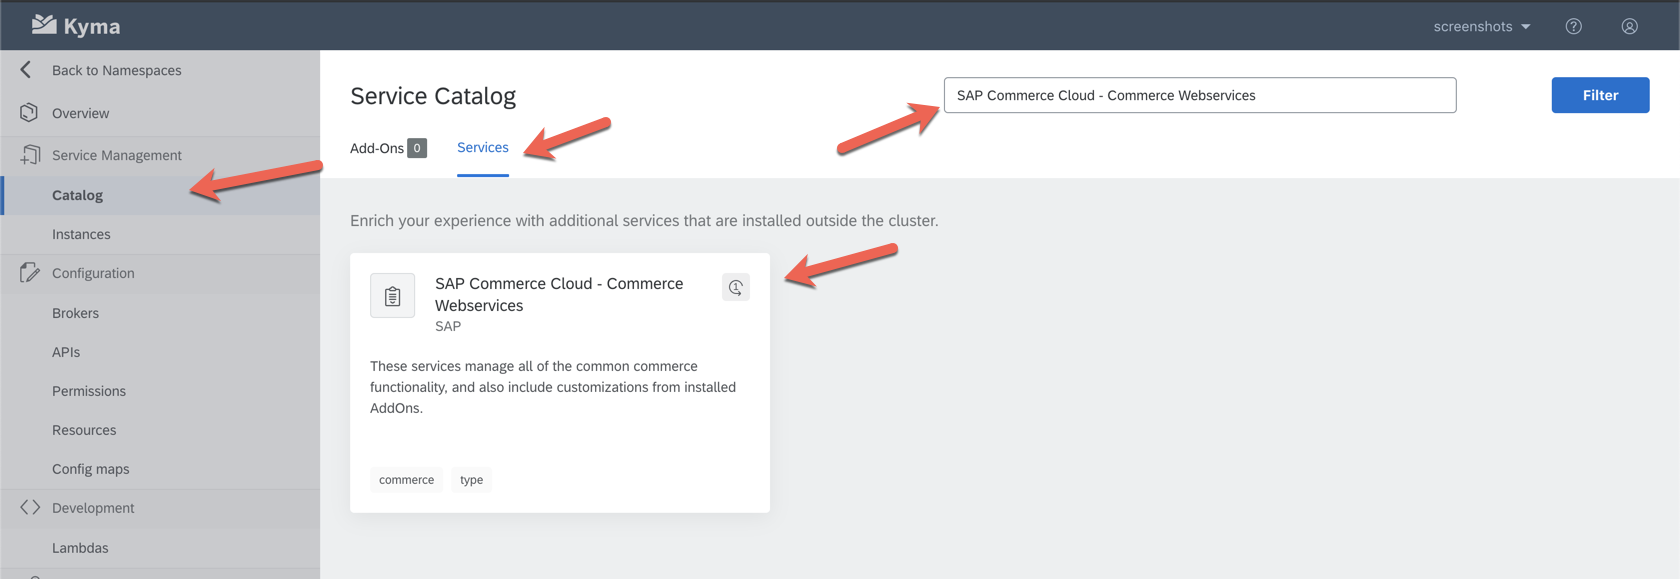 Kyma
screenshots
Back to Namespaces
Overview
Service Management
Catalog
Instances
Configuration
Brokers
APIs
Permissions
Resources
Config maps
Development
Lambdas
Service Catalog
SAP Commerce Cloud - Commerce Webservices
Filter
Add-Ons 0
Services
Enrich your experience with additional services that are installed outside the cluster.
SAP Commerce Cloud - Commerce
Webservices
SAP
1
These services manage all of the common commerce
functionality, and also include customizations from installed
AddOns.
commerce type